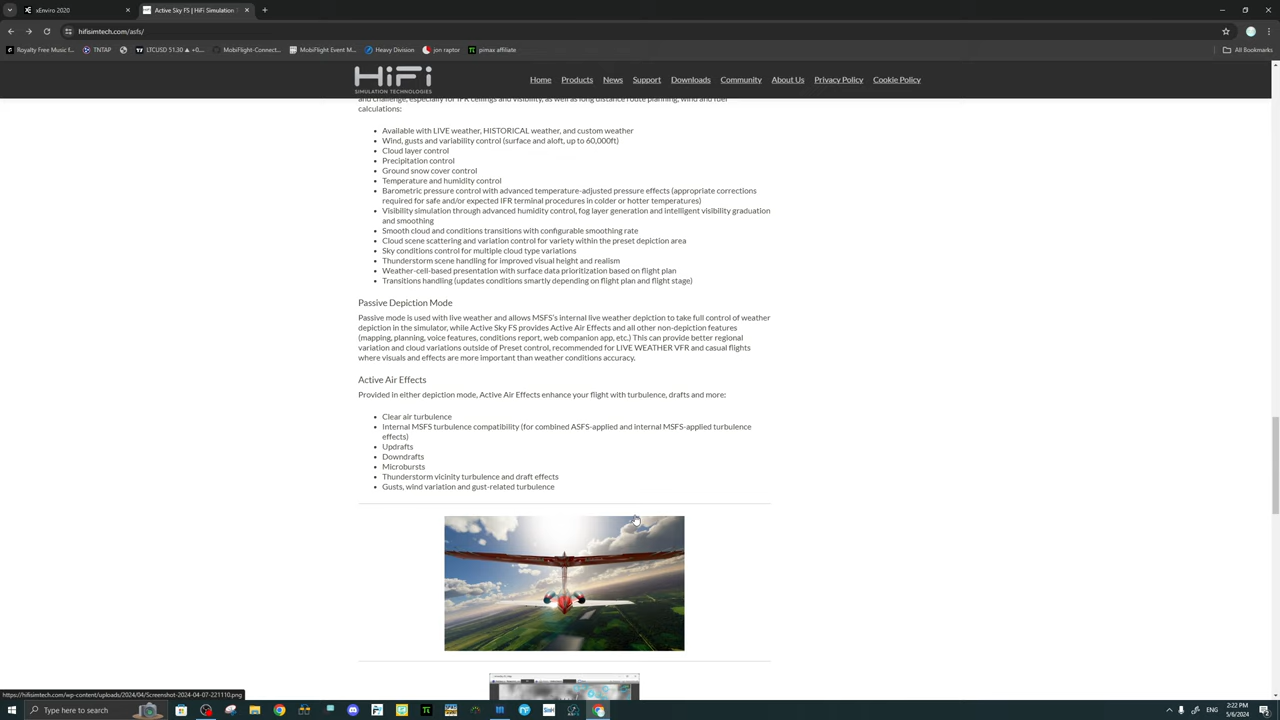 xEnviro 2020
Active Sky FS | HiFi Simulation T
hifisimtech.com/asfs/
Royalty Free Music f...
TNTAP
LTCUSD 51.30 ▲ +0....
MobiFlight-Connect...
MobiFlight Event M...
Heavy Division
jon raptor
pimax affiliate
All Bookmarks
HiFi
SIMULATION TECHNOLOGIES
Home Products News Support Downloads Community About Us Privacy Policy Cookie Policy
and challenge, especially for IFR ceilings and visibility, as well as long distance route planning, wind and fuel
calculations:
• Available with LIVE weather, HISTORICAL weather, and custom weather
• Wind, gusts and variability control (surface and aloft, up to 60,000ft)
• Cloud layer control
• Precipitation control
• Ground snow cover control
• Temperature and humidity control
• Barometric pressure control with advanced temperature-adjusted pressure effects (appropriate corrections
required for safe and/or expected IFR terminal procedures in colder or hotter temperatures)
• Visibility simulation through advanced humidity control, fog layer generation and intelligent visibility graduation
and smoothing
• Smooth cloud and conditions transitions with configurable smoothing rate
• Cloud scene scattering and variation control for variety within the preset depiction area
• Sky conditions control for multiple cloud type variations
• Thunderstorm scene handling for improved visual height and realism
• Weather-cell-based presentation with surface data prioritization based on flight plan
• Transitions handling (updates conditions smartly depending on flight plan and flight stage)
Passive Depiction Mode
Passive mode is used with live weather and allows MSFS's internal live weather depiction to take full control of weather
depiction in the simulator, while Active Sky FS provides Active Air Effects and all other non-depiction features
(mapping, planning, voice features, conditions report, web companion app, etc.) This can provide better regional
variation and cloud variations outside of Preset control, recommended for LIVE WEATHER VFR and casual flights
where visuals and effects are more important than weather conditions accuracy.
Active Air Effects
Provided in either depiction mode, Active Air Effects enhance your flight with turbulence, drafts and more:
• Clear air turbulence
• Internal MSFS turbulence compatibility (for combined ASFS-applied and internal MSFS-applied turbulence
effects)
• Updrafts
• Downdrafts
• Microbursts
• Thunderstorm vicinity turbulence and draft effects
• Gusts, wind variation and gust-related turbulence
https://hifisimtech.com/wp-content/uploads/2024/04/Screenshot-2024-04-07-221110.png
Type here to search
ENG
2:22 PM
5/6/2024